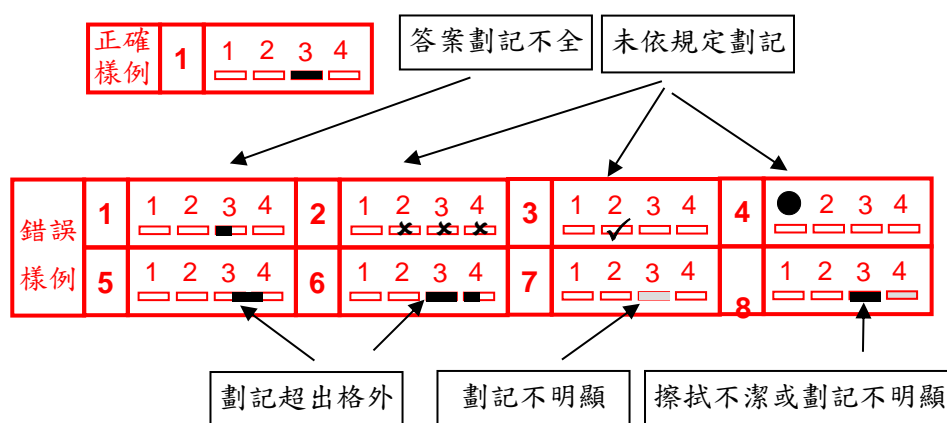 正確
樣例
1
1 2 3 4
答案劃記不全
未依規定劃記
錯誤
樣例
1
1 2 3 4
2
1 2 3 4
3
1 2 3 4
4
2 3 4
5
1 2 3 4
6
1 2 3 4
7
1 2 3 4
8
1 2 3 4
劃記超出格外
劃記不明顯
擦拭不潔或劃記不明顯